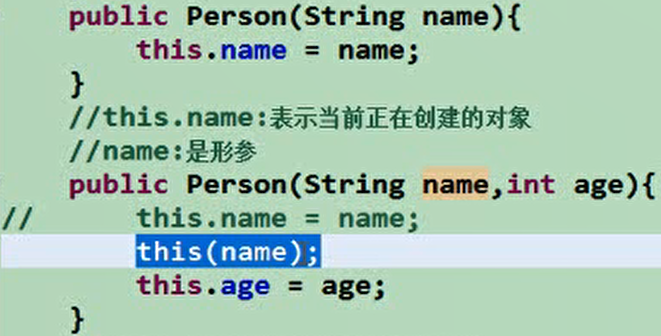 public Person(String name){
this.name = name;
}
//this.name:表示当前正在创建的对象
//name:是形参
public Person(String name,int age){
//      this.name = name;
this(name);
this.age = age;
}